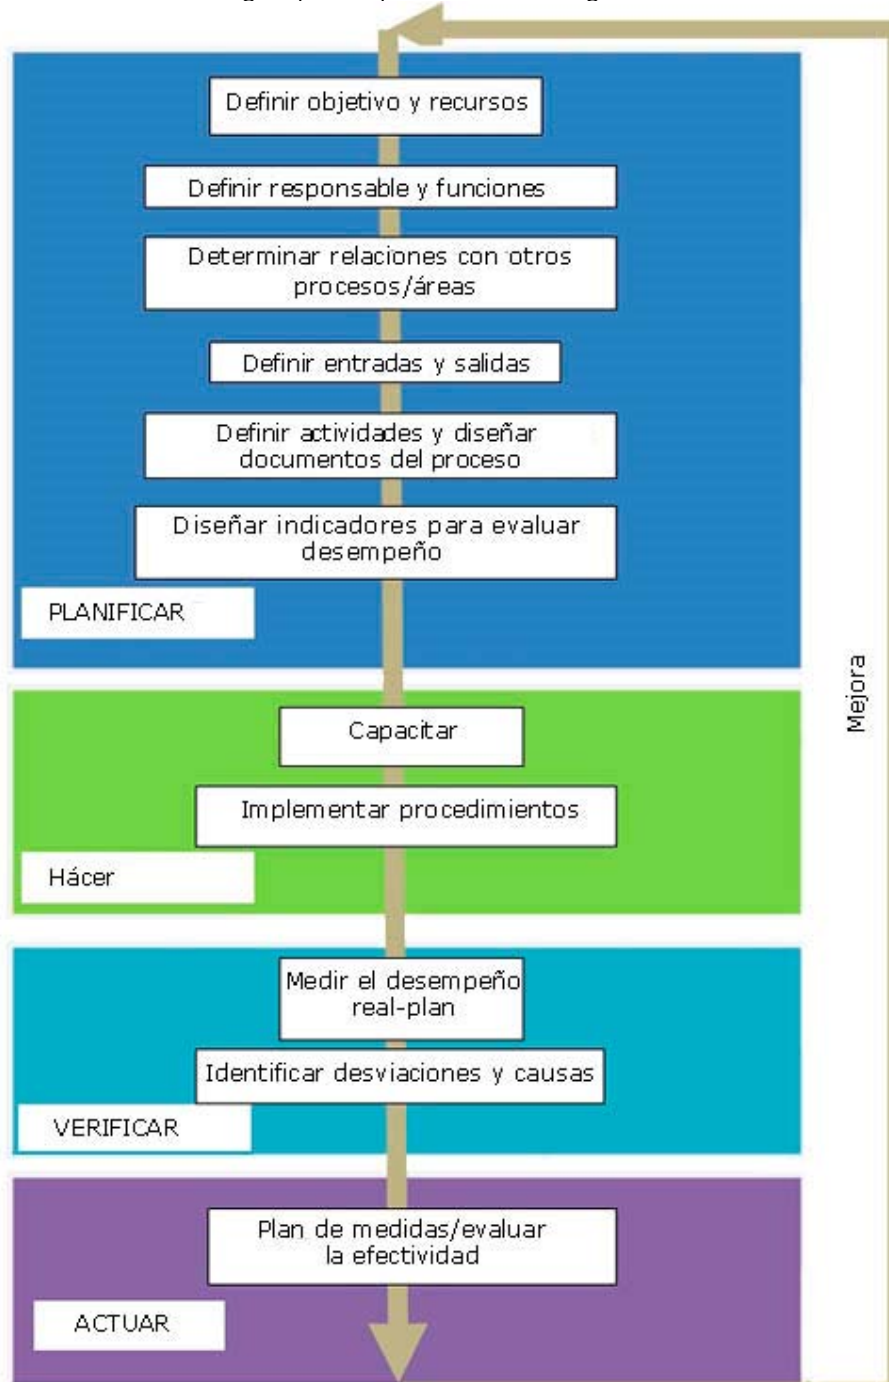 Definir objetivo y recursos
Definir responsable y funciones
Determinar relaciones con otros
procesos/áreas
Definir entradas y salidas
Definir actividades y diseñar
documentos del proceso
Diseñar indicadores para evaluar
desempeño
PLANIFICAR
Mejora
Capacitar
Implementar procedimientos
Hácer
Medir el desempeño
real-plan
Identificar desviaciones y causas
VERIFICAR
Plan de medidas/evaluar
la efectividad
ACTUAR